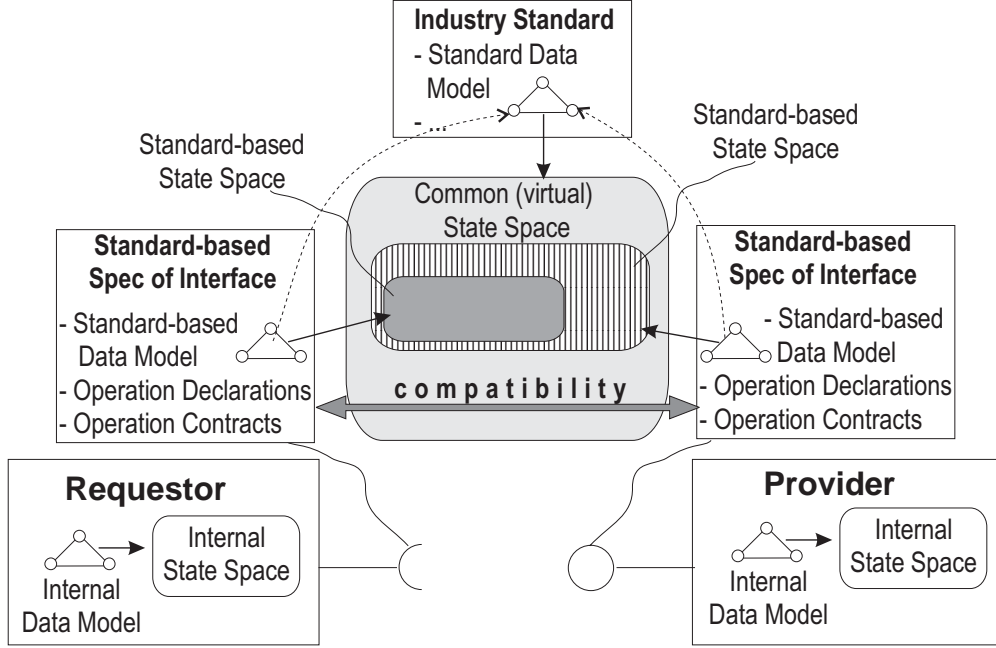 Industry Standard
- Standard Data
Model
- ...
Standard-based
State Space
Standard-based
State Space
Common (virtual)
State Space
Standard-based
Spec of Interface
- Standard-based
Data Model
- Operation Declarations
- Operation Contracts
Standard-based
Spec of Interface
- Standard-based
Data Model
- Operation Declarations
- Operation Contracts
compatibility
Requestor
Internal
State Space
Internal
Data Model
Provider
Internal
State Space
Internal
Data Model